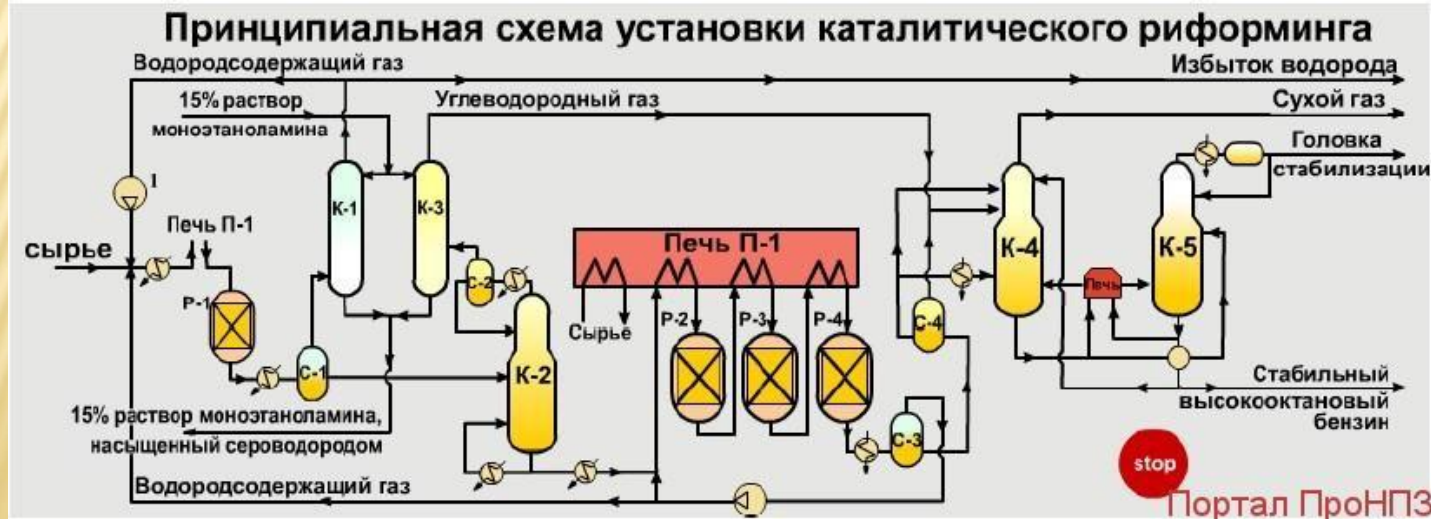 Принципиальная схема установки каталитического риформинга
Водородсодержащий газ
Избыток водорода
15% раствор
моноэтаноламина
Углеводородный газ
Сухой газ
Головка
стабилизации
1
Печь П-1
сырье
К-1
К-3
Печь П-1
К-4
К-5
С-2
Печь
Р-1
Сырье
Р-2
Р-3
Р-4
С-4
С-1
К-2
Стабильный
высокооктановый
бензин
15% раствор моноэтаноламина,
насыщенный сероводородом
С-3
stop
Водородсодержащий газ
Портал ПроНПЗ